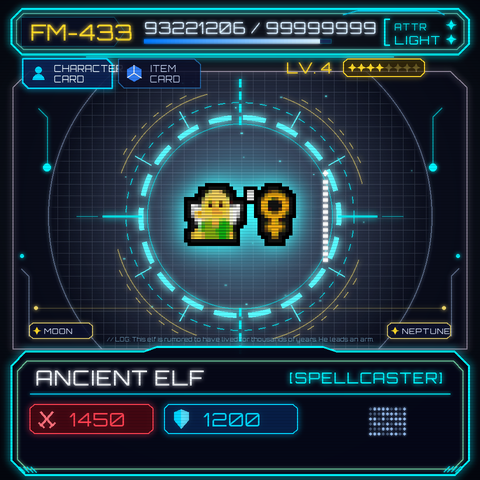 FM-433
93221206 / 99999999
ATTR
LIGHT
CHARACTER
CARD
ITEM
CARD
LV. 4
MOON
NEPTUNE
// LOG: This elf is rumored to have lived for thousands of years. He leads an arm
ANCIENT ELF
[SPELLCASTER]
1450
1200